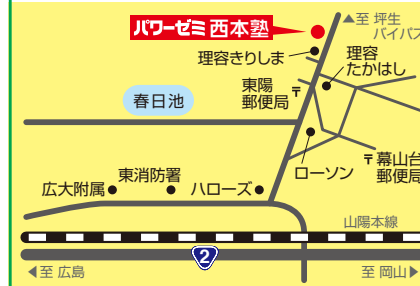 パワーゼミ 西本塾
▲至 坪生
バイパス
理容きりしま
理容
たかはし
東陽
郵便局 〒
春日池
〒幕山台
郵便局
ローソン
東消防署
広大附属
ハローズ
山陽本線
2
◀至 広島
至 岡山▶